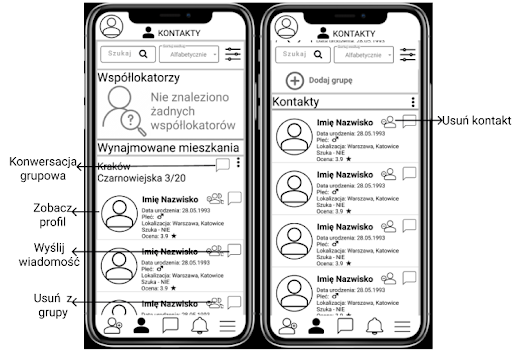 KONTAKTY
Szukaj
Alfabetycznie
Współlokatorzy
Nie znaleziono
żadnych
współlokatorów
Wynajmowane mieszkania
Kraków
Czarnowiejska 3/20
Imię Nazwisko
Data urodzenia: 28.05.1993
Płeć:
Lokalizacja: Warszawa, Katowice
Szuka - NIE
Ocena: 3.9 ★
Imię Nazwisko
Data urodzenia: 28.05.1993
Płeć:
Lokalizacja: Warszawa, Katowice
Szuka - NIE
Ocena: 3.9 ★
Imię Nazwisko
Data urodzenia: 28.05.1993
Konwersacja
grupowa
Zobacz
profil
Wyślij
wiadomość
Usuń z
grupy
KONTAKTY
Szukaj
Alfabetycznie
Dodaj grupę
Kontakty
Imię Nazwisko
Data urodzenia: 28.05.1993
Płeć:
Lokalizacja: Warszawa, Katowice
Szuka - NIE
Ocena: 3.9 ★
Imię Nazwisko
Data urodzenia: 28.05.1993
Płeć:
Lokalizacja: Warszawa, Katowice
Szuka - NIE
Ocena: 3.9 ★
Imię Nazwisko
Data urodzenia: 28.05.1993
Płeć:
Lokalizacja: Warszawa, Katowice
Szuka - NIE
Ocena: 3.9 ★
Imię Nazwisko
Data urodzenia: 28.05.1993
Płeć:
Lokalizacja: Warszawa, Katowice
Szuka - NIE
Ocena: 3.9 ★
Usuń kontakt